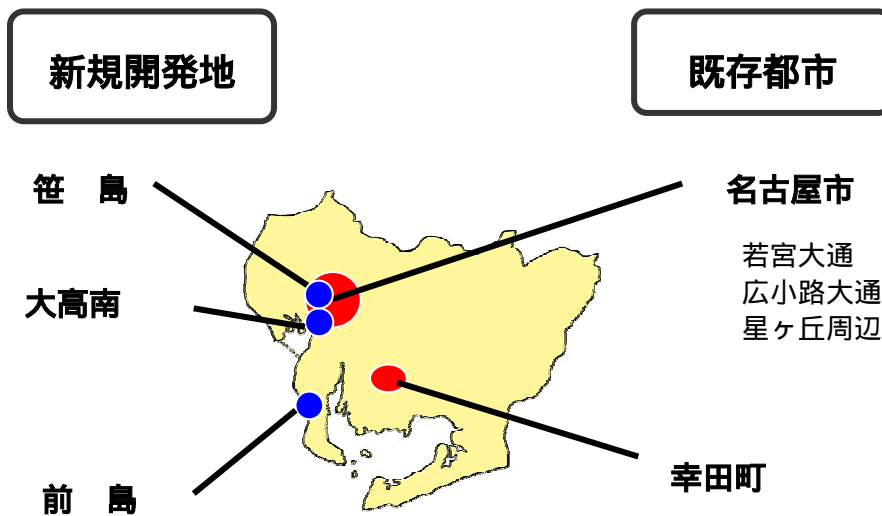 新規開発地
既存都市
笹　島
名古屋市
若宮大通
広小路大通
星ヶ丘周辺
大高南
幸田町
前　島